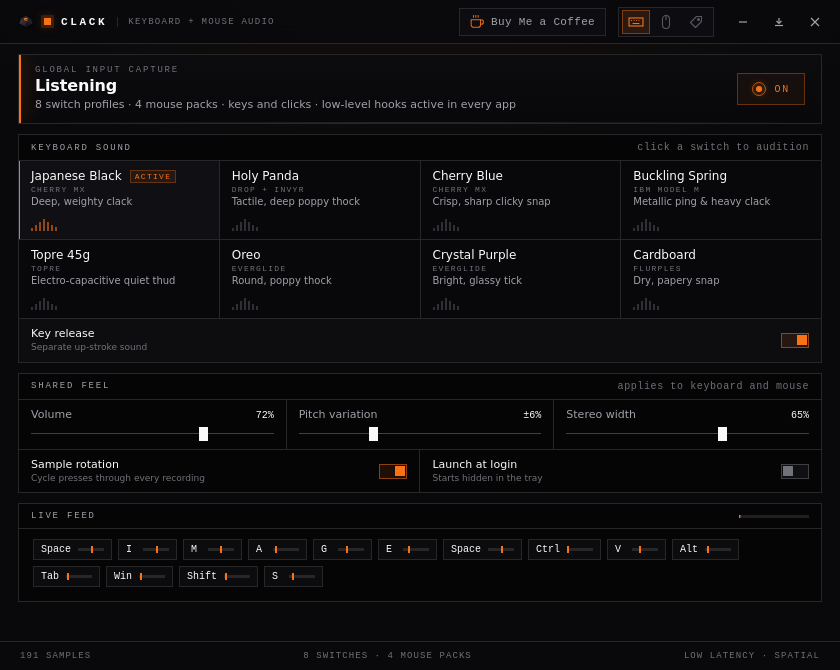 CLACK | KEYBOARD + MOUSE AUDIO
Buy Me a Coffee
GLOBAL INPUT CAPTURE
Listening
8 switch profiles · 4 mouse packs · keys and clicks · low-level hooks active in every app
ON
KEYBOARD SOUND
click a switch to audition
Japanese Black ACTIVE
CHERRY MX
Deep, weighty clack
Holy Panda
DROP + INVYR
Tactile, deep poppy thock
Cherry Blue
CHERRY MX
Crisp, sharp clicky snap
Buckling Spring
IBM MODEL M
Metallic ping & heavy clack
Topre 45g
TOPRE
Electro-capacitive quiet thud
Oreo
EVERGLIDE
Round, poppy thock
Crystal Purple
EVERGLIDE
Bright, glassy tick
Cardboard
FLURPLES
Dry, papery snap
Key release
Separate up-stroke sound
SHARED FEEL
applies to keyboard and mouse
Volume 72%
Pitch variation ±6%
Stereo width 65%
Sample rotation
Cycle presses through every recording
Launch at login
Starts hidden in the tray
LIVE FEED
Space I M A G E Space Ctrl V Alt
Tab Win Shift S
191 SAMPLES
8 SWITCHES · 4 MOUSE PACKS
LOW LATENCY · SPATIAL